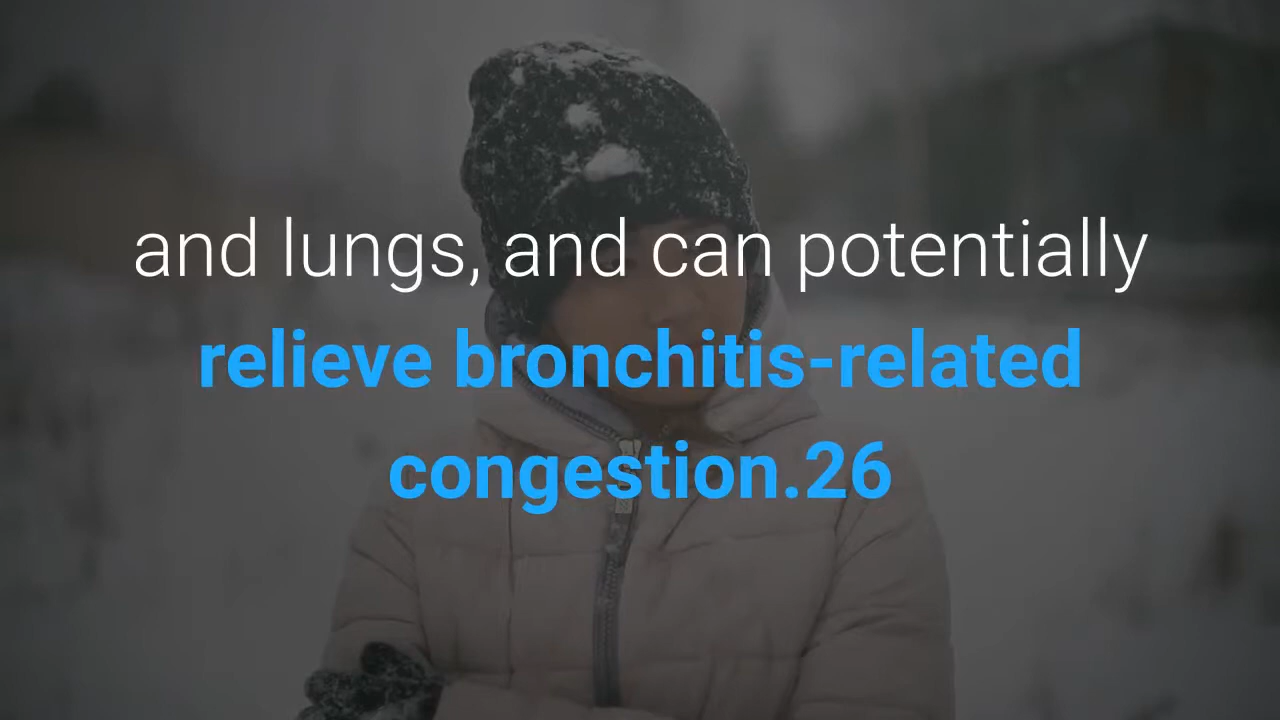 and lungs, and can potentially
relieve bronchitis-related
congestion.26